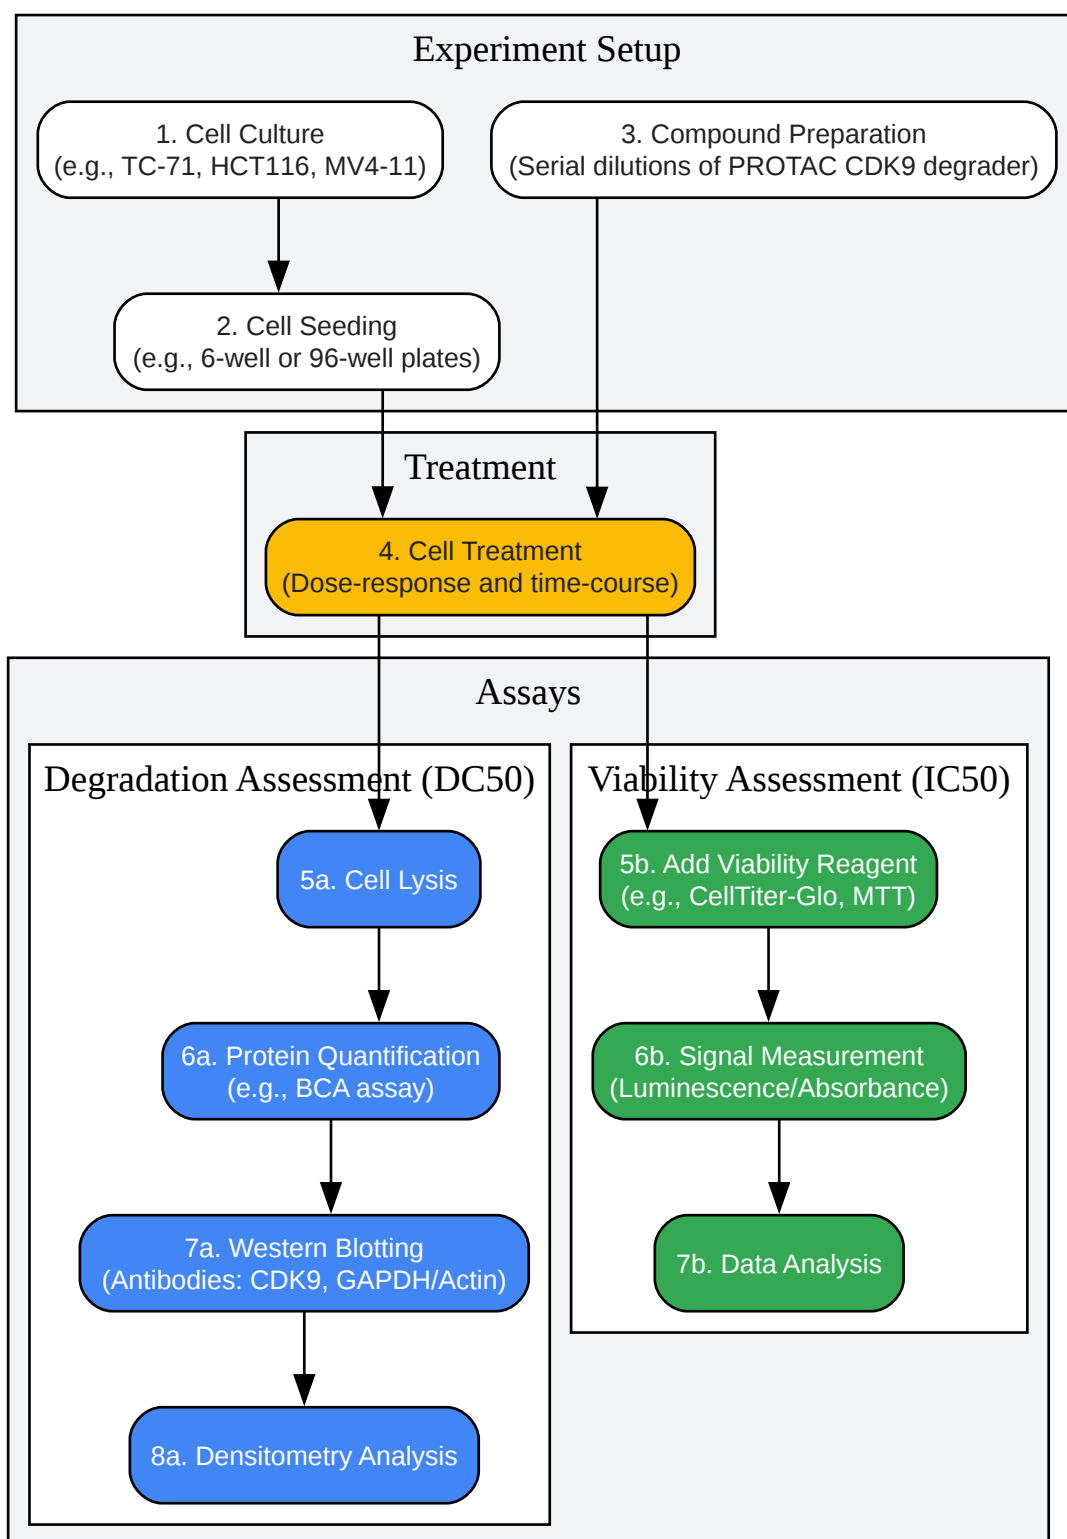 Experiment Setup
1. Cell Culture
(e.g., TC-71, HCT116, MV4-11)
3. Compound Preparation
(Serial dilutions of PROTAC CDK9 degrader)
2. Cell Seeding
(e.g., 6-well or 96-well plates)
Treatment
4. Cell Treatment
(Dose-response and time-course)
Assays
Degradation Assessment (DC50)
5a. Cell Lysis
6a. Protein Quantification
(e.g., BCA assay)
7a. Western Blotting
(Antibodies: CDK9, GAPDH/Actin)
8a. Densitometry Analysis
Viability Assessment (IC50)
5b. Add Viability Reagent
(e.g., CellTiter-Glo, MTT)
6b. Signal Measurement
(Luminescence/Absorbance)
7b. Data Analysis